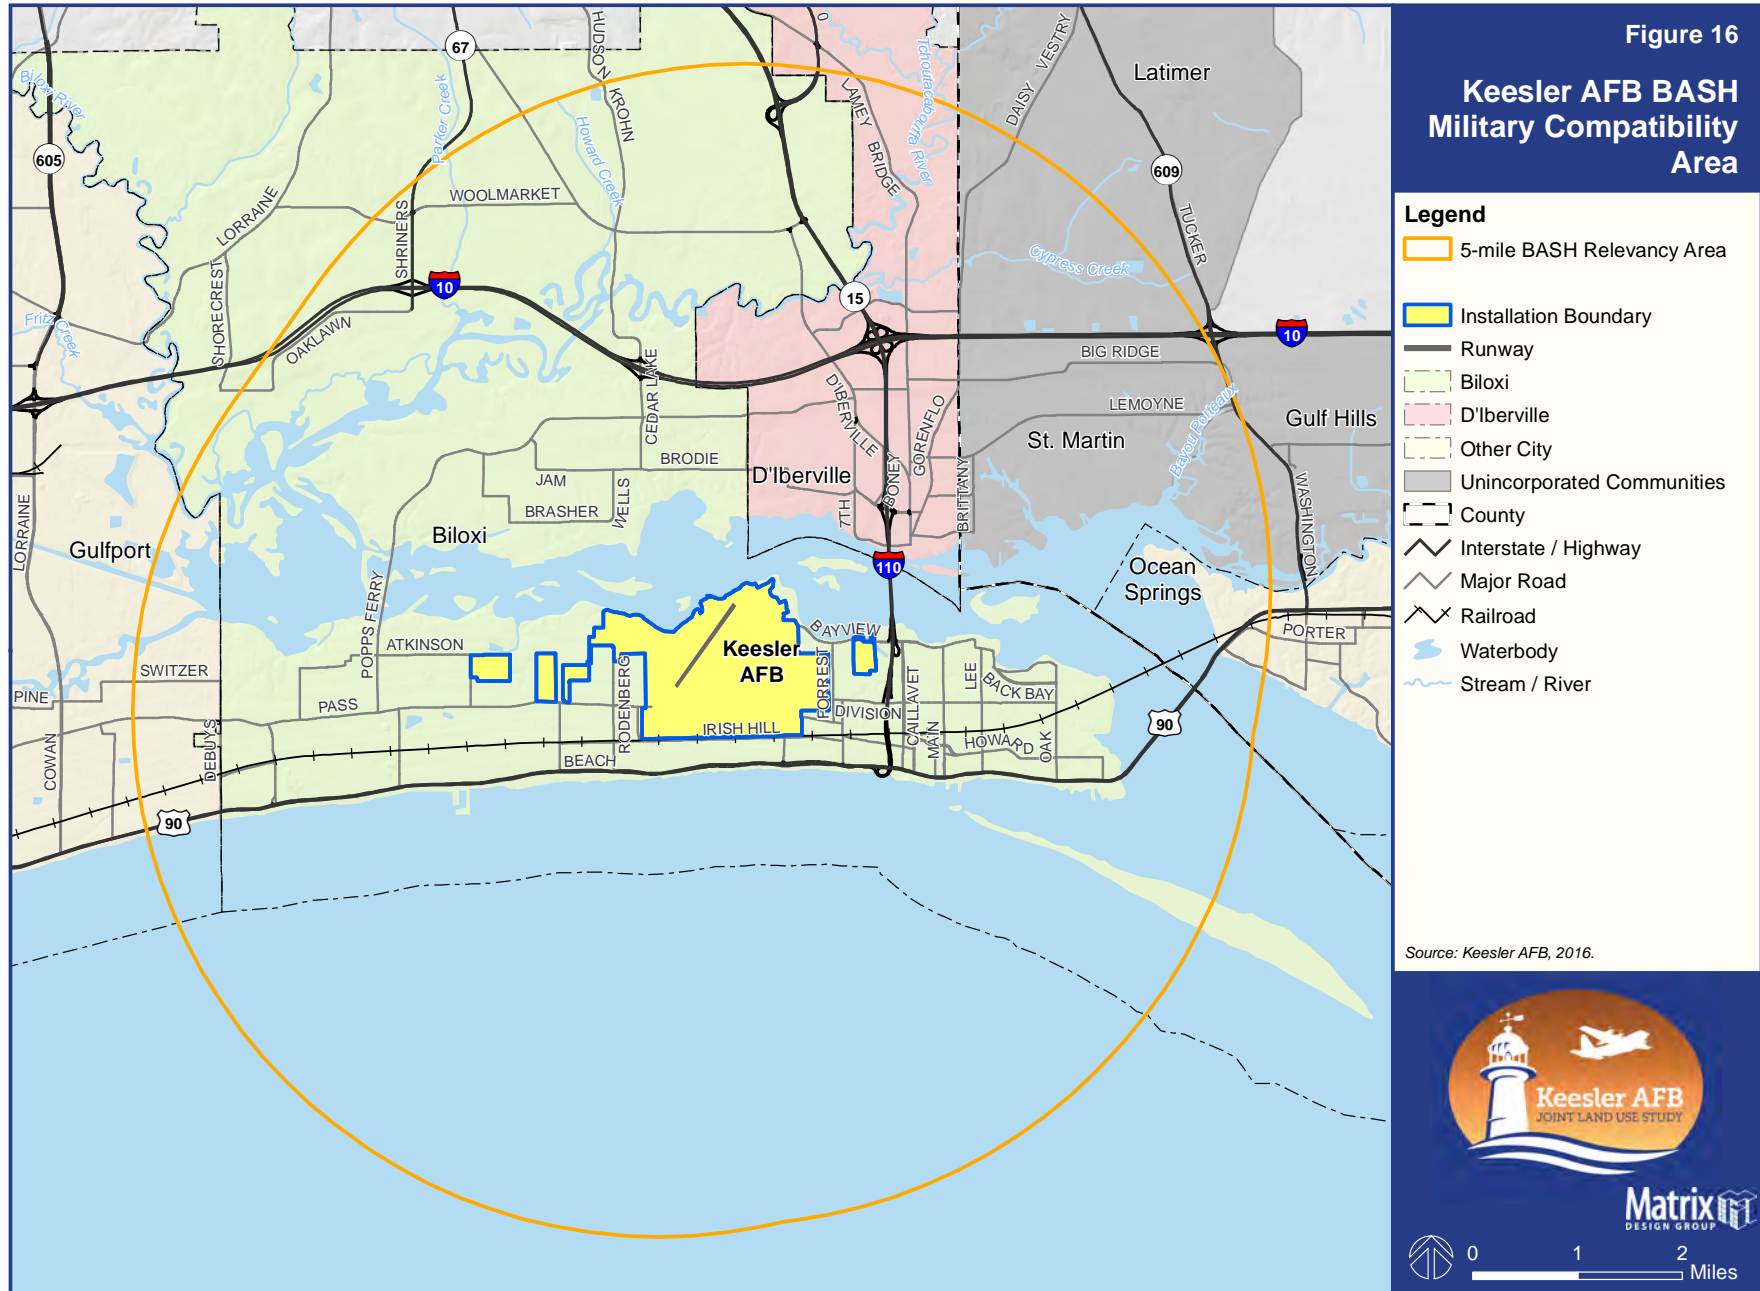 Figure 16
Keesler AFB BASH
Military Compatibility
Area
Legend
5-mile BASH Relevancy Area
Installation Boundary
Runway
Biloxi
D'Iberville
Other City
Unincorporated Communities
County
Interstate / Highway
Major Road
Railroad
Waterbody
Stream / River
Source: Keesler AFB, 2016.
Keesler AFB
JOINT LAND USE STUDY
Matrix
DESIGN GROUP
0 1 2
Miles
67
HUDSON KROHN
0
Tchoutacabouffa River
DAISY VESTRY
Latimer
Biloxi River
Parker Creek
Howard Creek
LAMEY BRIDGE
605
609
WOOLMARKET
LORRAINE
SHRINERS
TUCKER
Cypress Creek
SHORECREST
10
15
Fritz Creek
OAKLAWN
10
BIG RIDGE
CEDAR LAKE
D'IBERVILLE
GORENFLO
LEMOYNE
Bayou Potteaux
Gulf Hills
St. Martin
BRODIE
D'Iberville
JAM
WELLS
BONEY
BRITTANY
WASHINGTON
LORRAINE
BRASHER
7TH
Gulfport
Biloxi
110
Ocean
Springs
POPPS FERRY
ATKINSON
BAYVIEW
PORTER
Keesler
AFB
SWITZER
RODENBERG
FORREST
CAILLAVET
LEE
BACK BAY
PINE
PASS
DIVISION
90
COWAN
DEBUYS
IRISH HILL
MAIN
HOWARD
OAK
BEACH
90